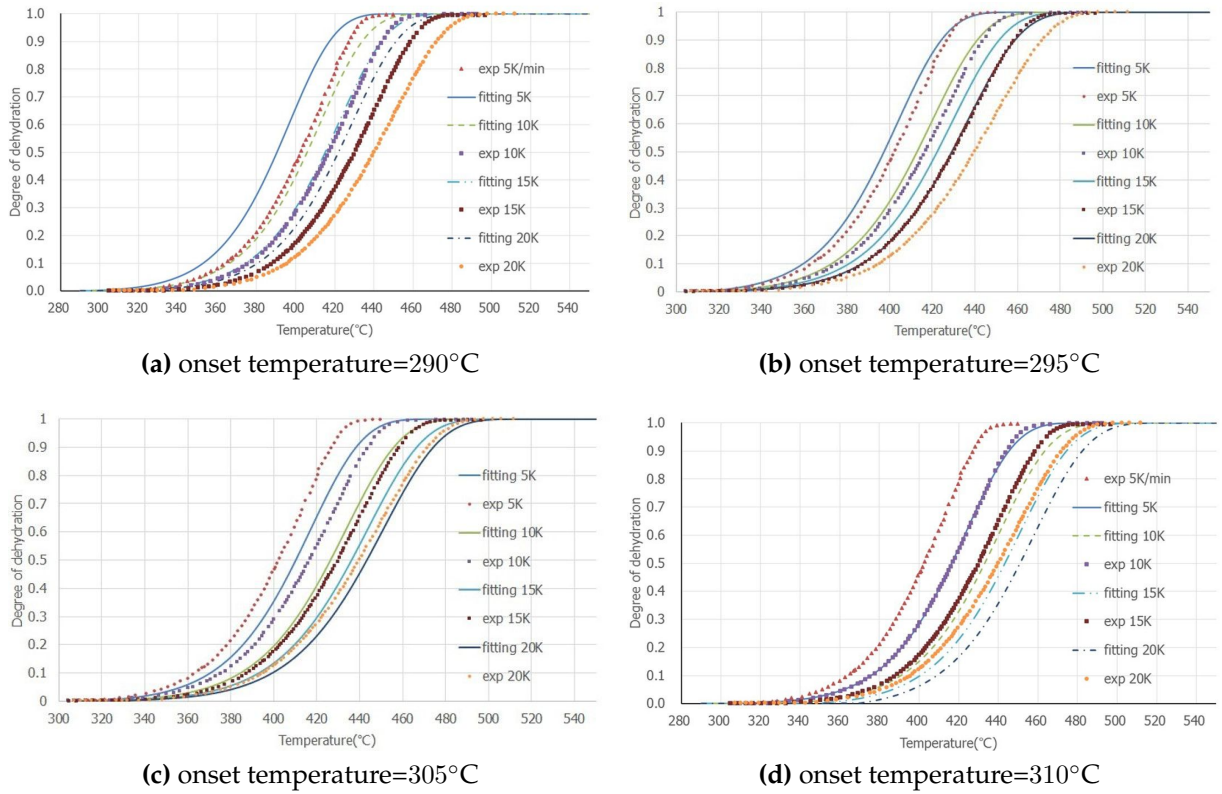 Degree of dehydration
1.0
0.9
0.8
0.7
0.6
0.5
0.4
0.3
0.2
0.1
0.0
280 300 320 340 360 380 400 420 440 460 480 500 520 540
Temperature(℃)
exp 5K/min
fitting 5K
fitting 10K
exp 10K
fitting 15K
exp 15K
fitting 20K
exp 20K
(a) onset temperature=290°C
Degree of dehydration
1
0.9
0.8
0.7
0.6
0.5
0.4
0.3
0.2
0.1
0
300 320 340 360 380 400 420 440 460 480 500 520 540
Temperature(℃)
fitting 5K
exp 5K
fitting 10K
exp 10K
fitting 15K
exp 15K
fitting 20K
exp 20K
(b) onset temperature=295°C
Degree of dehydration
1
0.9
0.8
0.7
0.6
0.5
0.4
0.3
0.2
0.1
0
300 320 340 360 380 400 420 440 460 480 500 520 540
Temperature(℃)
fitting 5K
exp 5K
fitting 10K
exp 10K
fitting 15K
exp 15K
fitting 20K
exp 20K
(c) onset temperature=305°C
Degree of dehydration
1.0
0.9
0.8
0.7
0.6
0.5
0.4
0.3
0.2
0.1
0.0
280 300 320 340 360 380 400 420 440 460 480 500 520 540
Temperature(℃)
exp 5K/min
fitting 5K
fitting 10K
exp 10K
fitting 15K
exp 15K
fitting 20K
exp 20K
(d) onset temperature=310°C